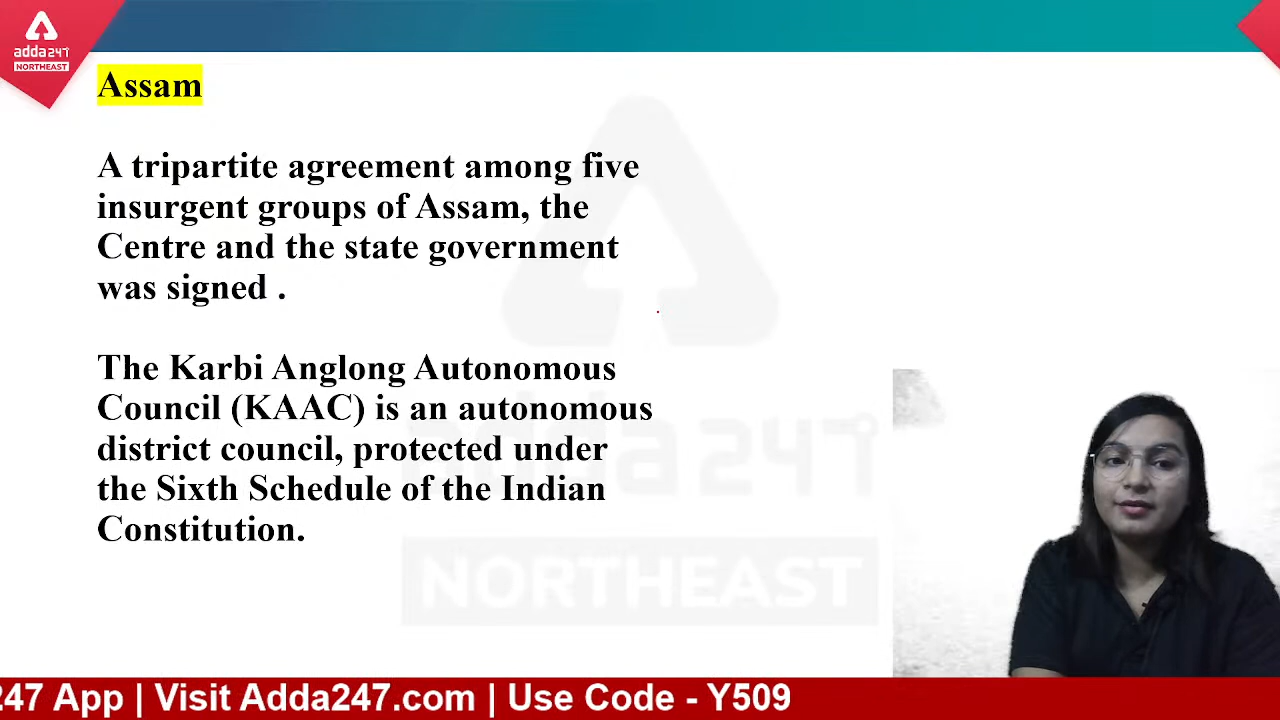 adda247
NORTHEAST
Assam
A tripartite agreement among five
insurgent groups of Assam, the
Centre and the state government
was signed .
The Karbi Anglong Autonomous
Council (KAAC) is an autonomous
district council, protected under
the Sixth Schedule of the Indian
Constitution.
adda247
NORTHEAST
247 App | Visit Adda247.com | Use Code - Y509